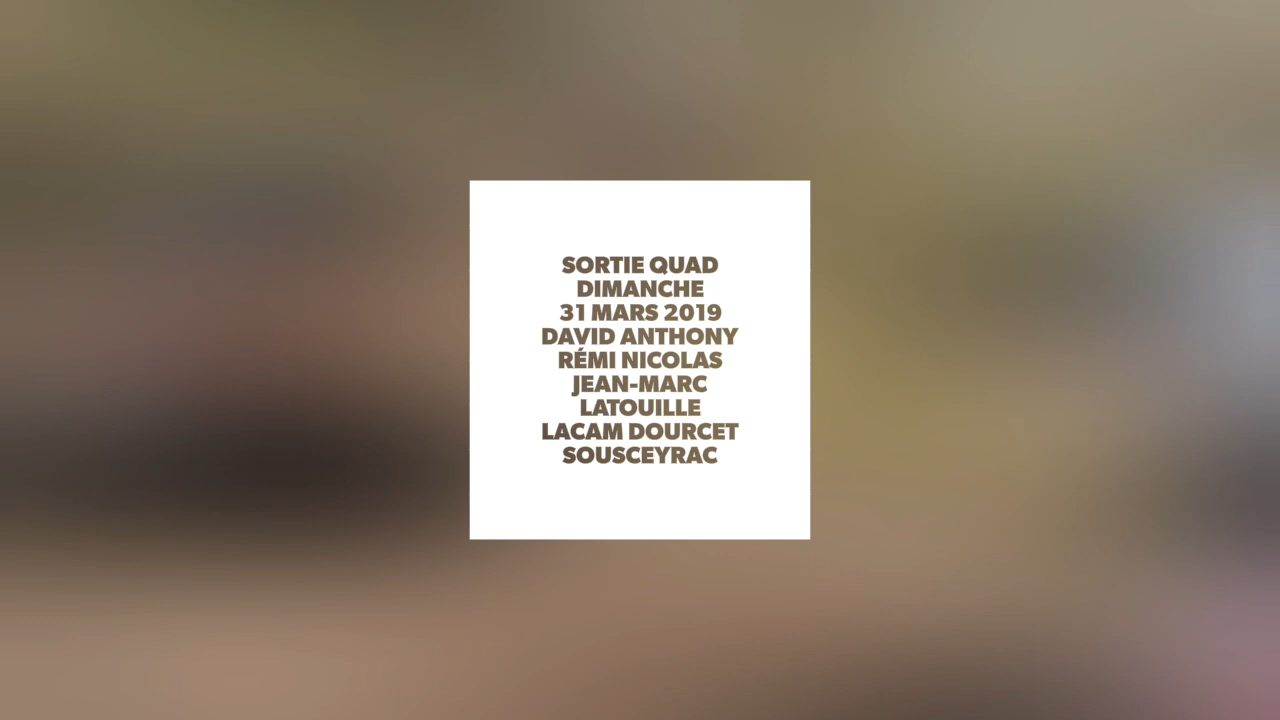 SORTIE QUAD
DIMANCHE
31 MARS 2019
DAVID ANTHONY
RÉMI NICOLAS
JEAN-MARC
LATOUILLE
LACAM DOURCET
SOUSCEYRAC